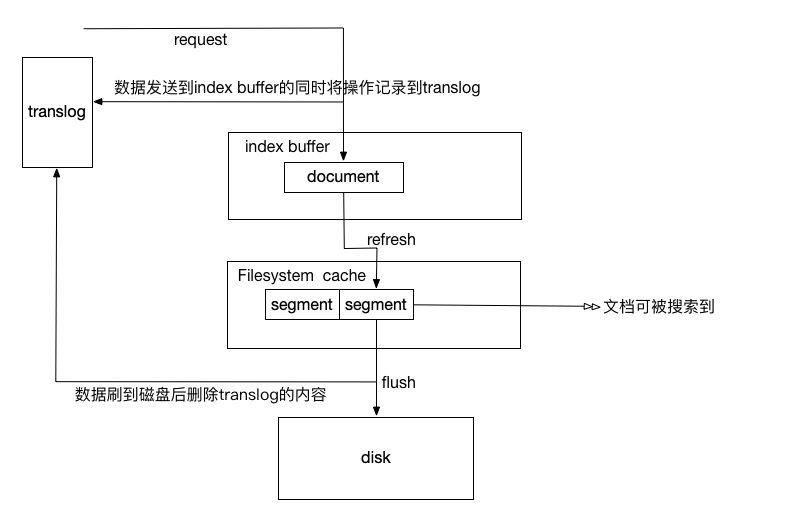 request
数据发送到index buffer的同时将操作记录到translog
translog
index buffer
document
refresh
Filesystem cache
segment segment
文档可被搜索到
flush
数据刷到磁盘后删除translog的内容
disk